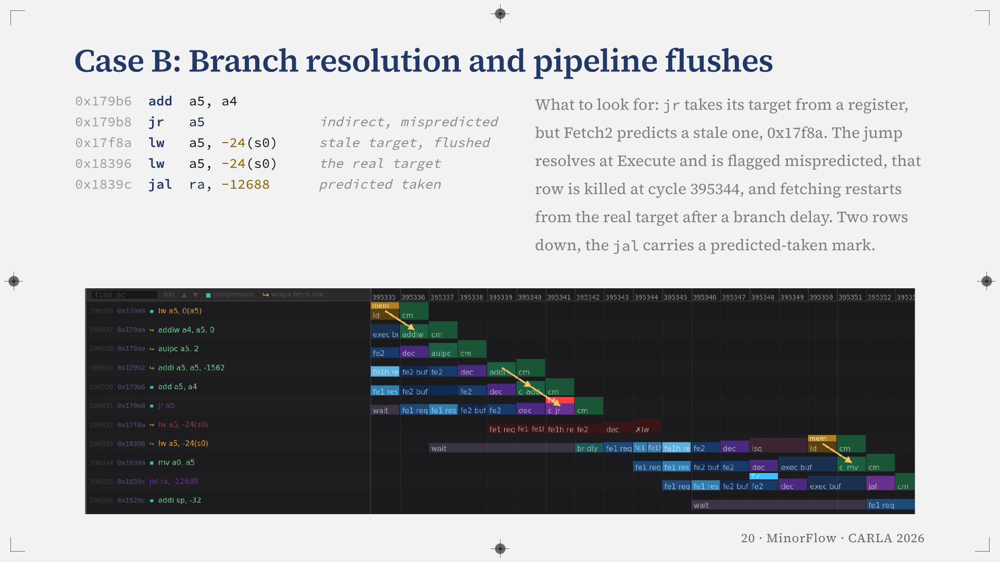 Case B: Branch resolution and pipeline flushes
0x179b6 add a5, a4
0x179b8 jr a5 indirect, mispredicted
0x17f8a lw a5, -24(s0) stale target, flushed
0x18396 lw a5, -24(s0) the real target
0x1839c jal ra, -12688 predicted taken
What to look for: jr takes its target from a register,
but Fetch2 predicts a stale one, 0x17f8a. The jump
resolves at Execute and is flagged mispredicted, that
row is killed at cycle 395344, and fetching restarts
from the real target after a branch delay. Two rows
down, the jal carries a predicted-taken mark.
find pc 0/0 ▲ ▼ ■ compressed ↪ wraps fetch line 395335 395336 395337 395338 395339 395340 395341 395342 395343 395344 395345 395346 395347 395348 395349 395350 395351 395352 3953
mem
196926 0x179a8 ■ lw a5, 0(a5) ld cm
196927 0x179aa ↪ addiw a4, a5, 0 exec bu addiw cm
196928 0x179ae ↪ auipc a5, 2 fe2 dec auipc cm
196929 0x179b2 ↪ addi a5, a5, -1562 fe1h re fe2 buf fe2 dec addi cm
196930 0x179b6 ■ add a5, a4 fe1 res fe2 buf fe2 dec c_add cm
196931 0x179b8 ■ jr a5 wait fe1 req fe1 res fe2 buf fe2 dec c_jr cm
196932 0x17f8a ↪ lw a5, -24(s0) fe1 req fe1 fe1h fe1h re fe2 dec ✗lw
mem
196933 0x18396 ↪ lw a5, -24(s0) wait br dly fe1 req fe1 fe1h fe1h re fe2 dec lsq ld cm
196934 0x1839a ■ mv a0, a5 fe1 req fe1 res fe2 buf fe2 dec exec buf c_mv cm
T✓
196935 0x1839c jal ra, -12688 fe1 req fe1 res fe2 buf fe2 dec exec buf jal cm
196936 0x1520c ■ addi sp, -32 wait fe1 req
20 · MinorFlow · CARLA 2026